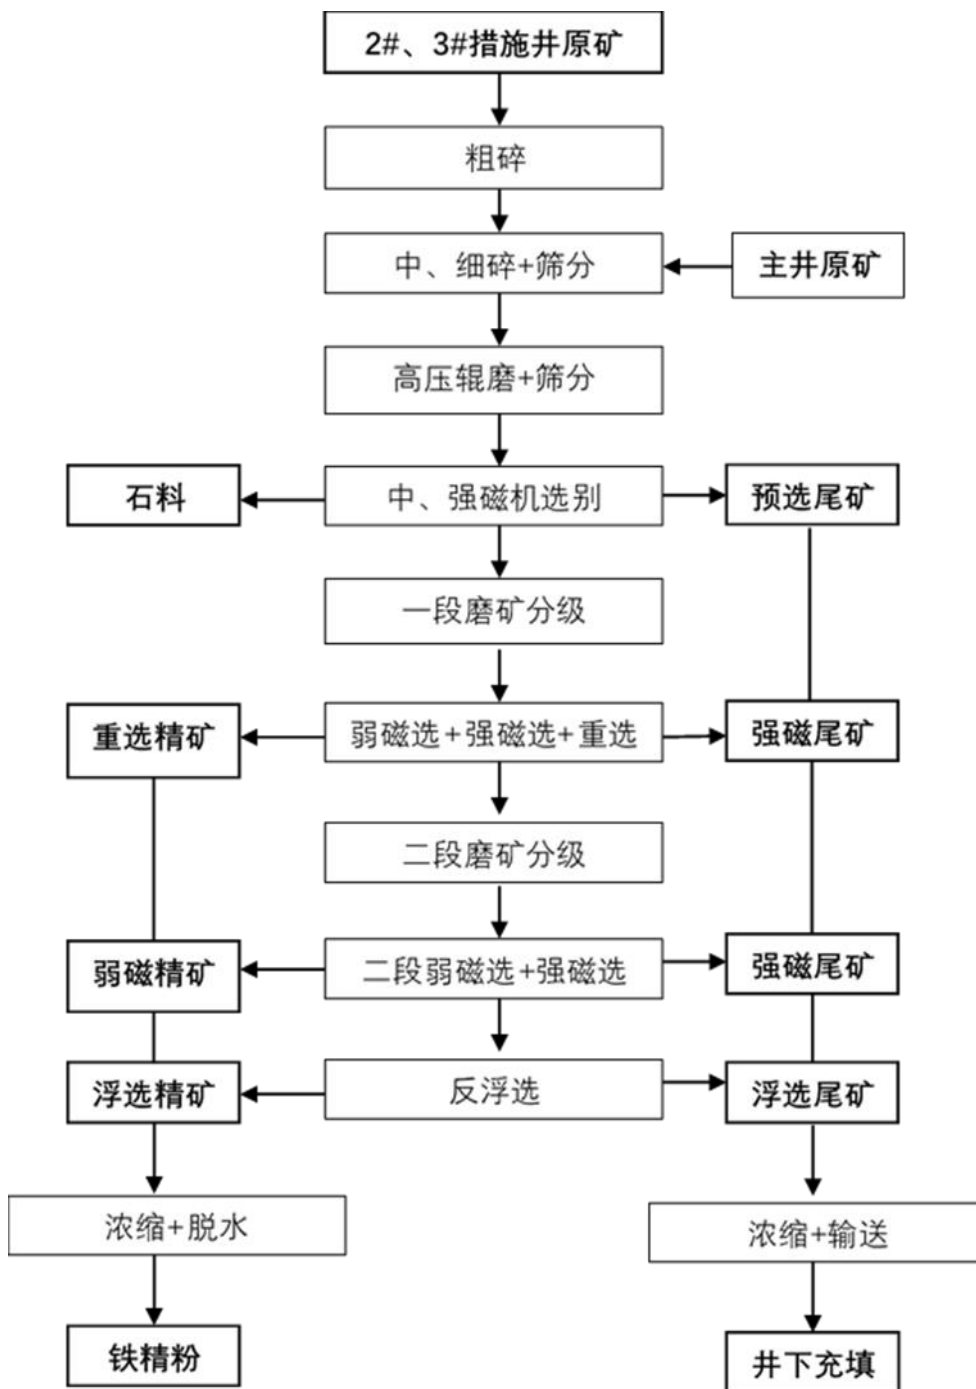 2#、3#措施井原矿
粗碎
中、细碎+筛分
主井原矿
高压辊磨+筛分
石料
中、强磁机选别
预选尾矿
一段磨矿分级
重选精矿
弱磁选+强磁选+重选
强磁尾矿
二段磨矿分级
弱磁精矿
二段弱磁选+强磁选
强磁尾矿
浮选精矿
反浮选
浮选尾矿
浓缩+脱水
浓缩+输送
铁精粉
井下充填